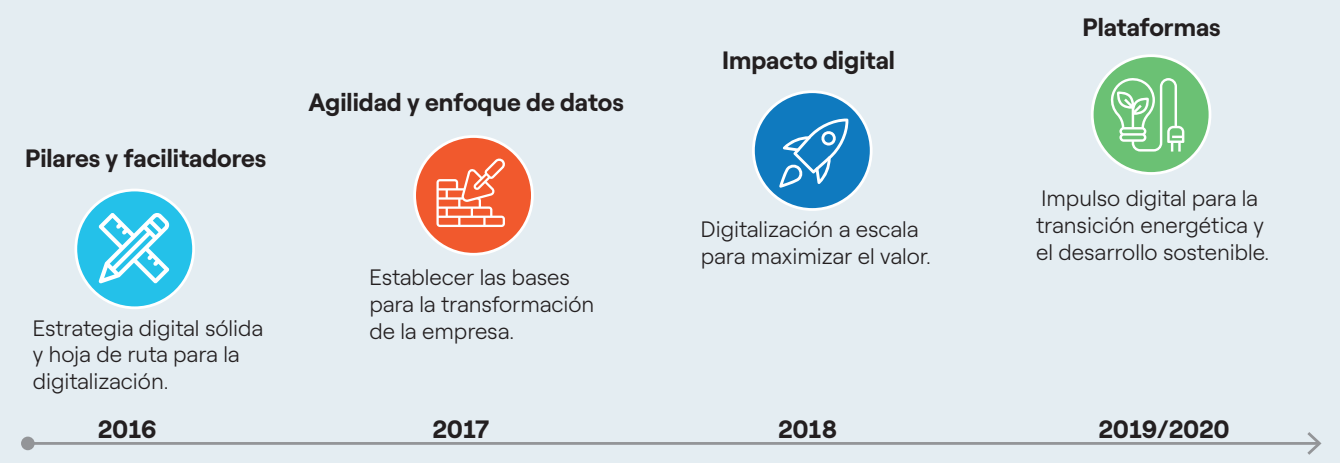 Pilares y facilitadores
Estrategia digital sólida
y hoja de ruta para la
digitalización.
2016
Agilidad y enfoque de datos
Establecer las bases
para la transformación
de la empresa.
2017
Impacto digital
Digitalización a escala
para maximizar el valor.
2018
Plataformas
Impulso digital para la
transición energética y
el desarrollo sostenible.
2019/2020